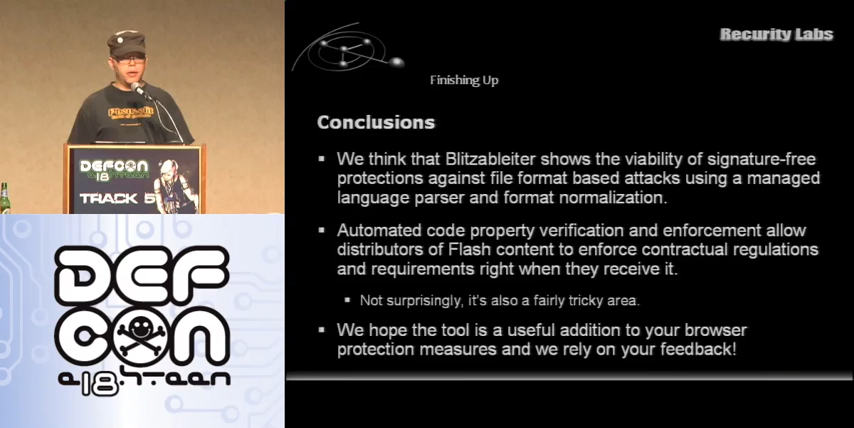 DEFCON
18
TRACK 5
DEF
CON
Recurity Labs
Finishing Up
Conclusions
We think that Blitzableiter shows the viability of signature-free
protections against file format based attacks using a managed
language parser and format normalization.
Automated code property verification and enforcement allow
distributors of Flash content to enforce contractual regulations
and requirements right when they receive it.
Not surprisingly, it's also a fairly tricky area.
We hope the tool is a useful addition to your browser
protection measures and we rely on your feedback!